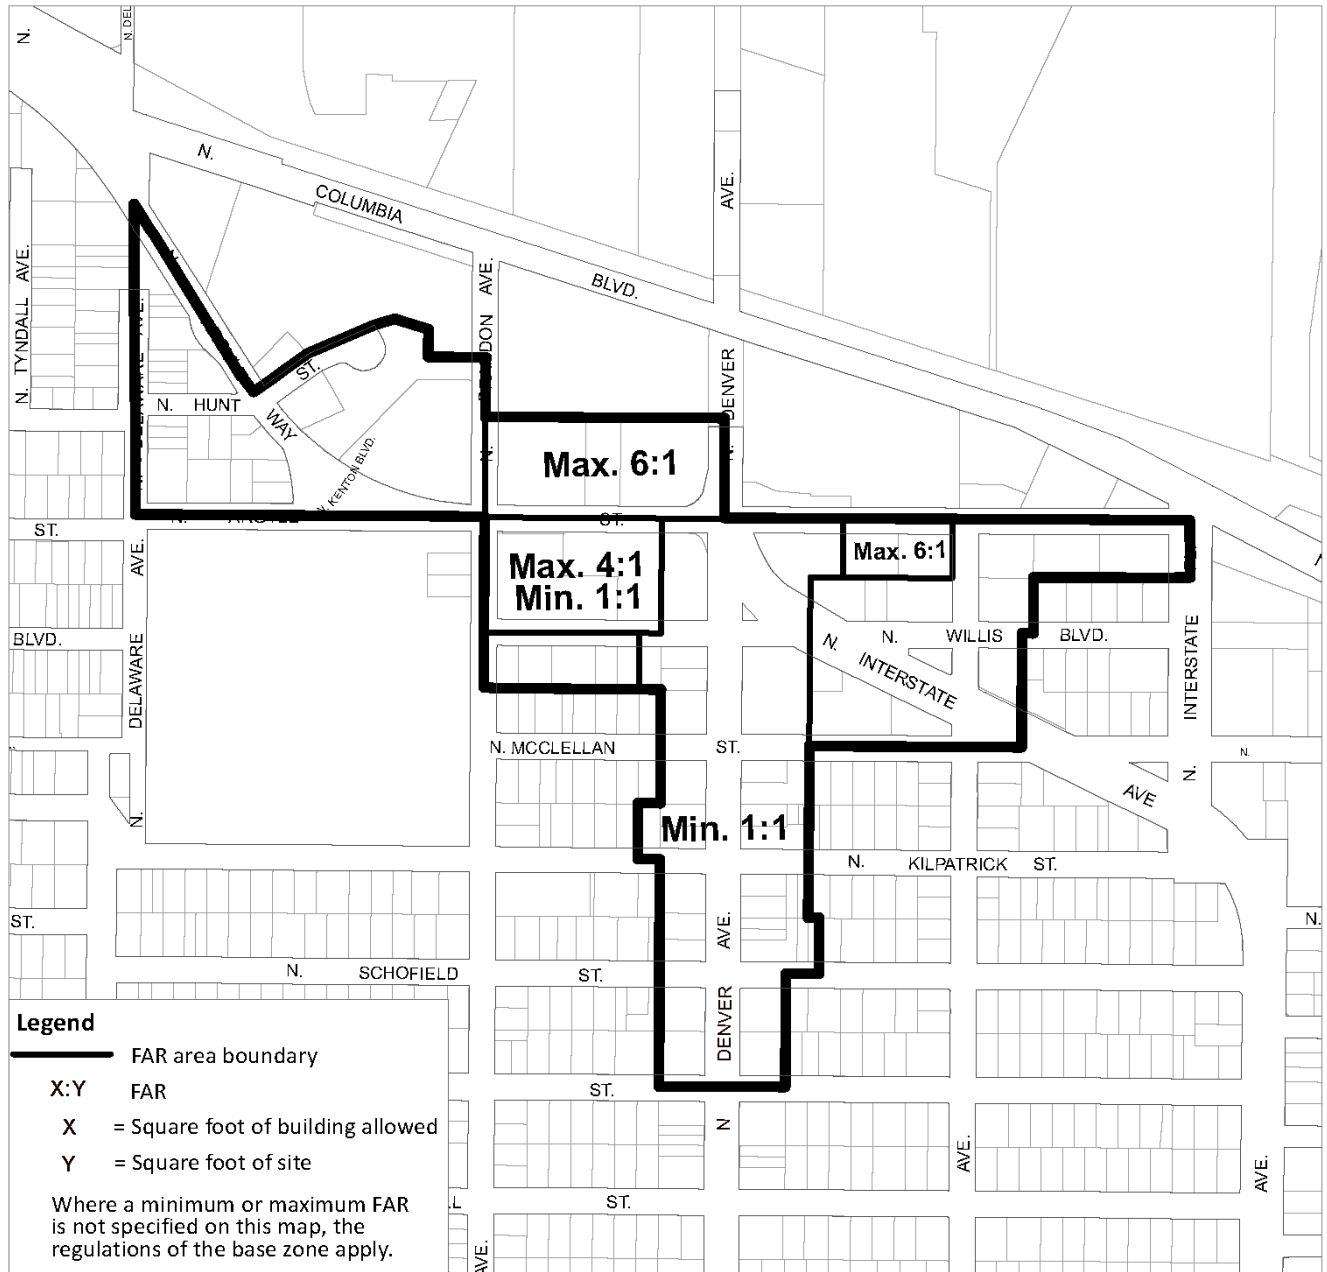 N.
N. DEL
N.
COLUMBIA
BLVD.
AVE.
N. TYNDALL AVE.
AVE.
DENVER
N.
ST.
N. HUNT
WAY
N. KENTON BLVD.
N.
Max. 6:1
ST.
ST.
AVE.
Max. 4:1
Min. 1:1
Max. 6:1
BLVD.
DELAWARE
N.
N. WILLIS BLVD.
N. INTERSTATE
AVE
INTERSTATE
N.
N. MCCLELLAN ST.
N.
Min. 1:1
N. KILPATRICK ST.
ST.
N.
AVE.
DENVER
N
N. SCHOFIELD ST.
ST.
ST.
AVE.
AVE.
AVE.
Legend
FAR area boundary
X:Y FAR
X = Square foot of building allowed
Y = Square foot of site
Where a minimum or maximum FAR
is not specified on this map, the
regulations of the base zone apply.